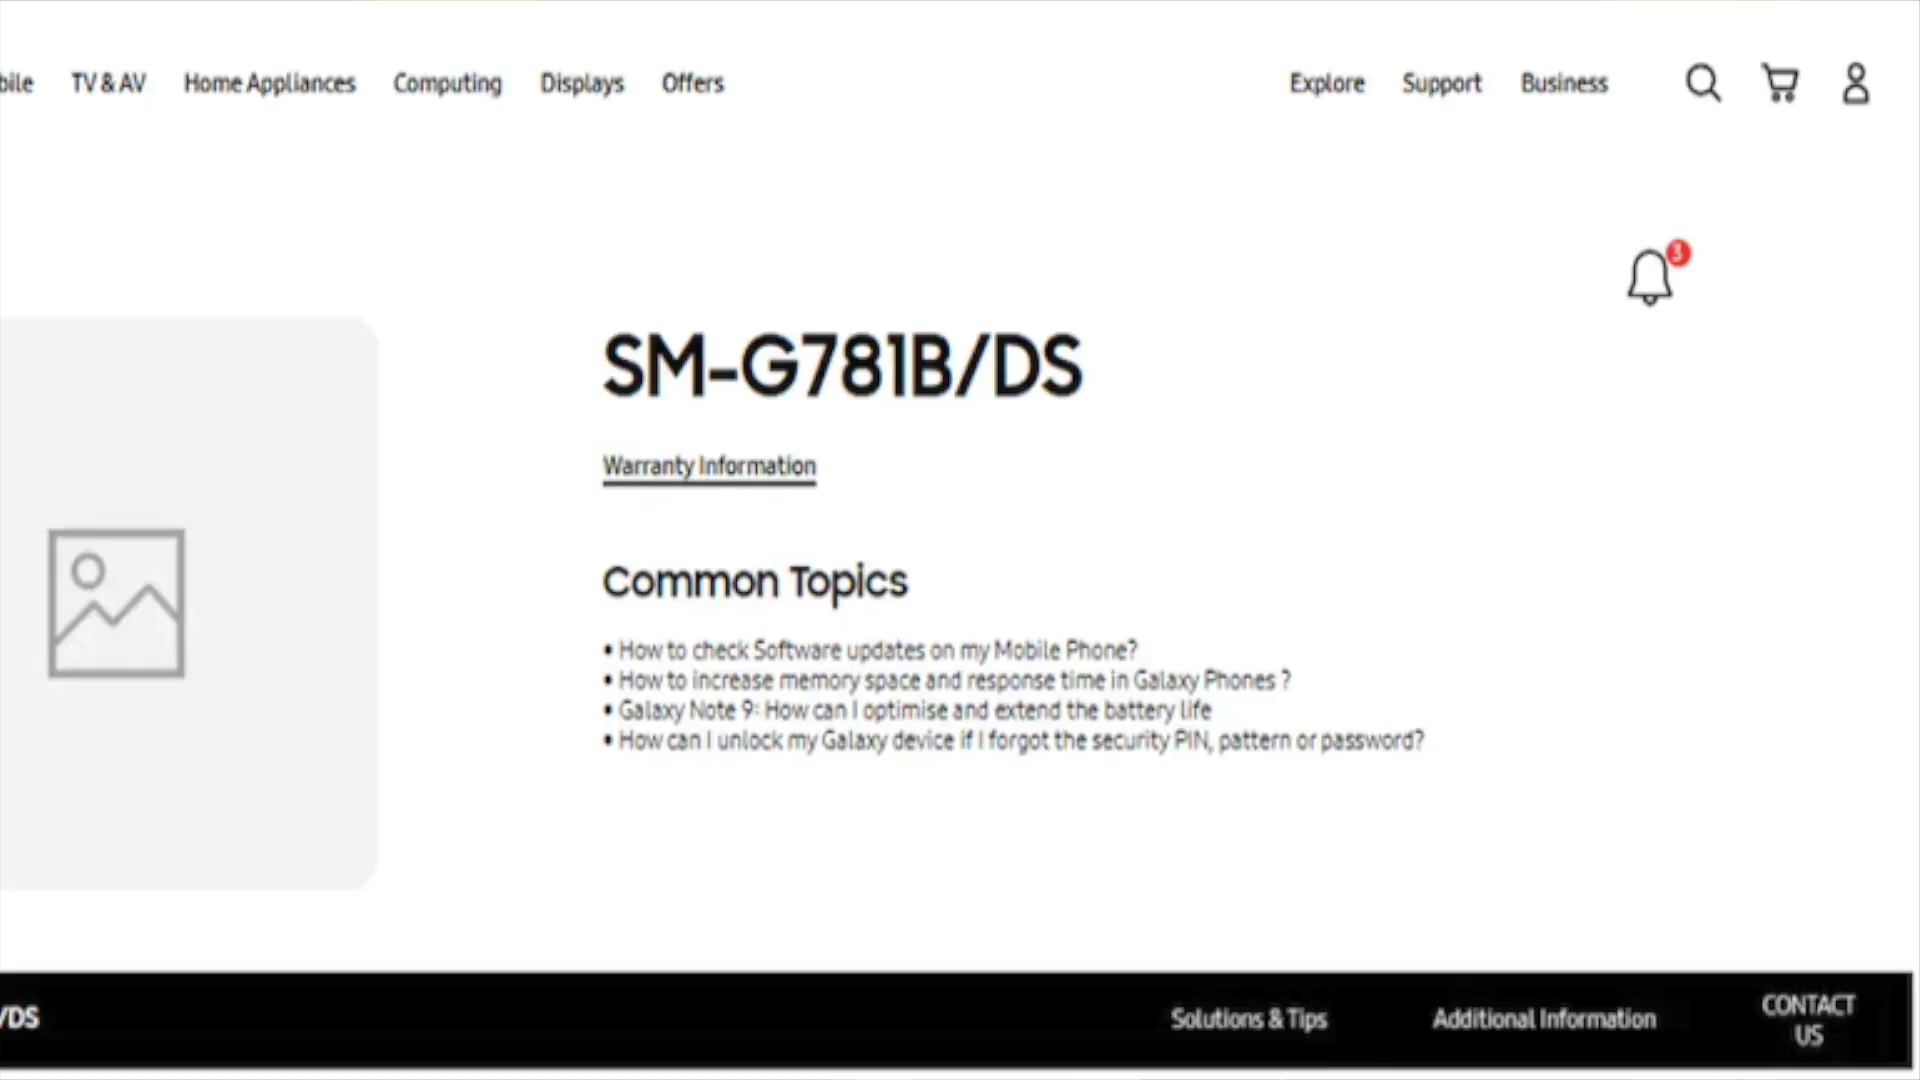 bile TV & AV Home Appliances Computing Displays Offers Explore Support Business
3
SM-G781B/DS
Warranty Information
Common Topics
• How to check Software updates on my Mobile Phone?
• How to increase memory space and response time in Galaxy Phones ?
• Galaxy Note 9: How can I optimise and extend the battery life
• How can I unlock my Galaxy device if I forgot the security PIN, pattern or password?
/DS Solutions & Tips Additional Information CONTACT
US